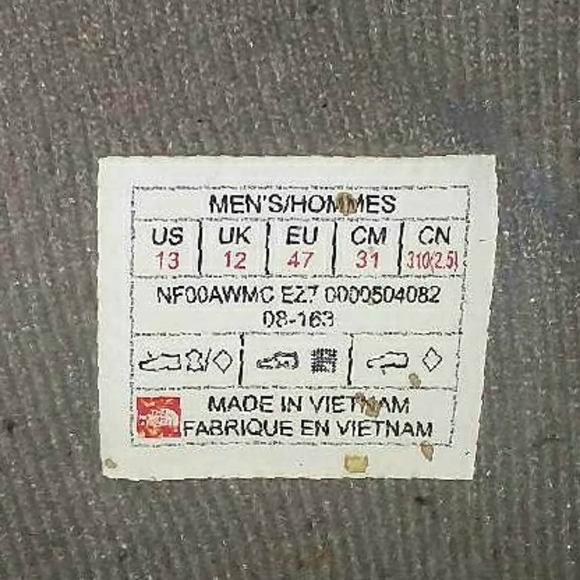 MEN'S/HOMMES
US UK EU CM CN
13 12 47 31 310(2.5)
NF00AWMC EZ7 0000504082
08-163
MADE IN VIETNAM
FABRIQUE EN VIETNAM